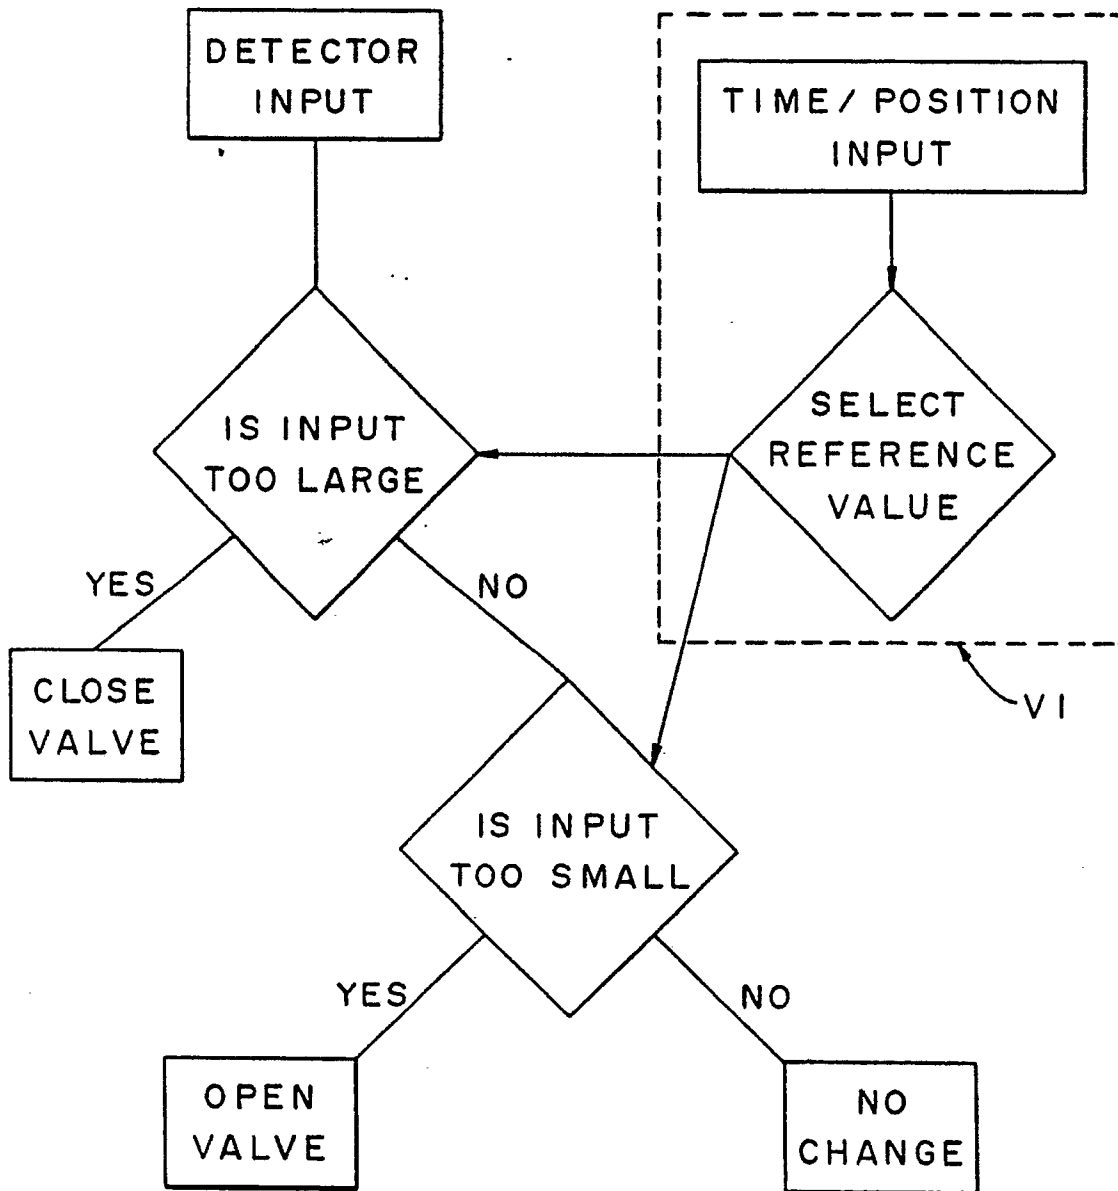 DETECTOR
INPUT
TIME/POSITION
INPUT
IS INPUT
TOO LARGE
SELECT
REFERENCE
VALUE
YES
NO
CLOSE
VALVE
V1
IS INPUT
TOO SMALL
YES
NO
OPEN
VALVE
NO
CHANGE